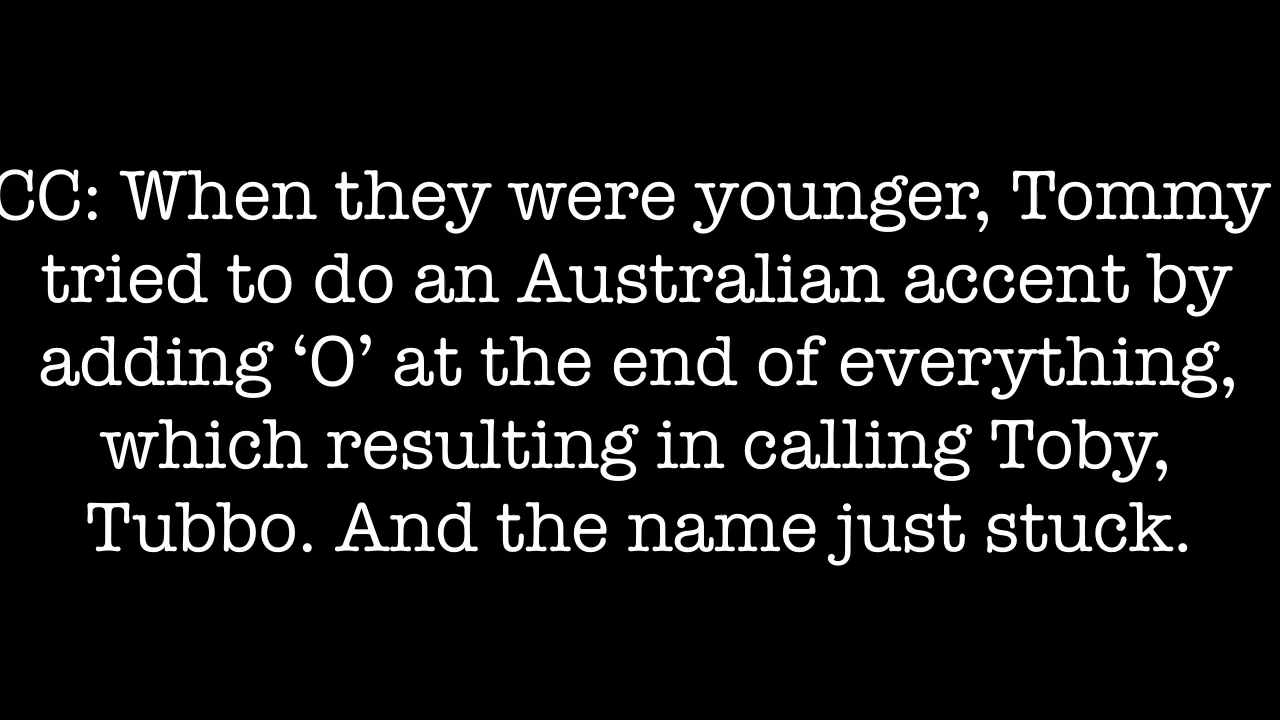 CC: When they were younger, Tommy
tried to do an Australian accent by
adding ‘O’ at the end of everything,
which resulting in calling Toby,
Tubbo. And the name just stuck.